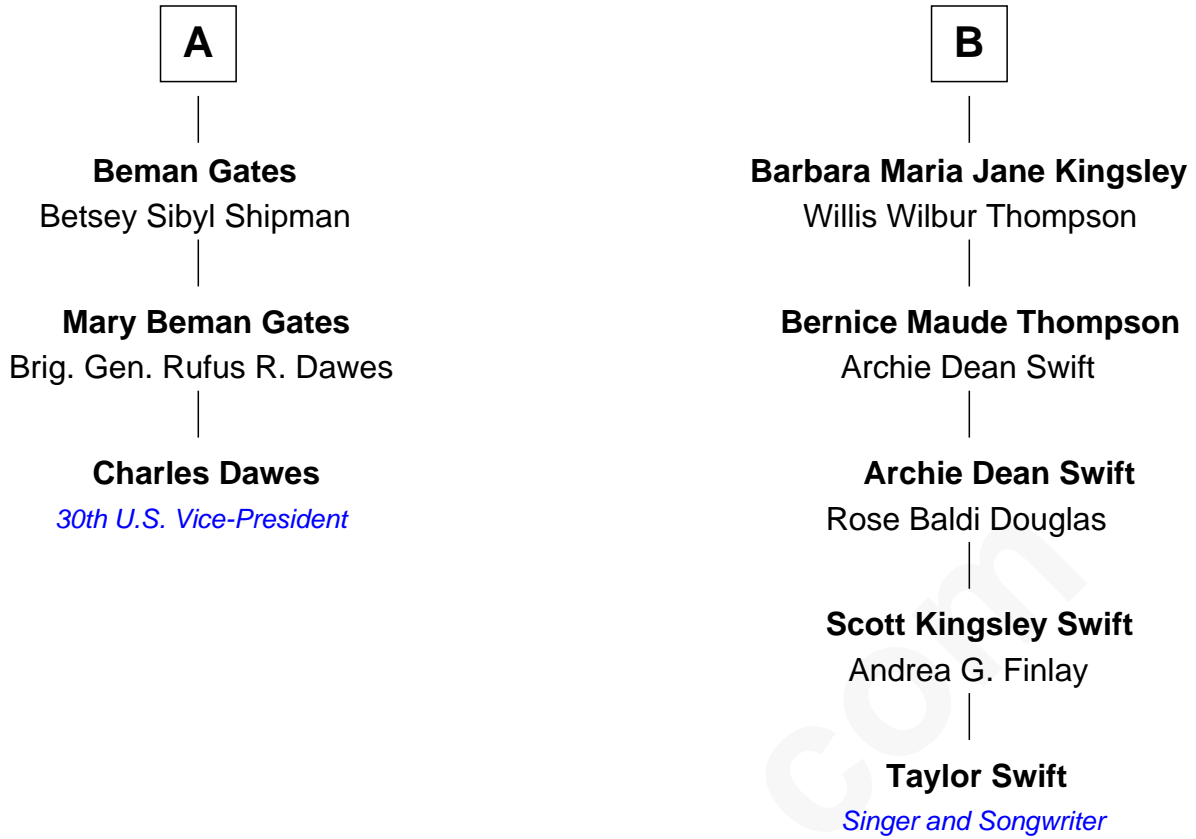 A
Beman Gates
Betsey Sibyl Shipman
Mary Beman Gates
Brig. Gen. Rufus R. Dawes
Charles Dawes
30th U.S. Vice-President
B
Barbara Maria Jane Kingsley
Willis Wilbur Thompson
Bernice Maude Thompson
Archie Dean Swift
Archie Dean Swift
Rose Baldi Douglas
Scott Kingsley Swift
Andrea G. Finlay
Taylor Swift
Singer and Songwriter
com